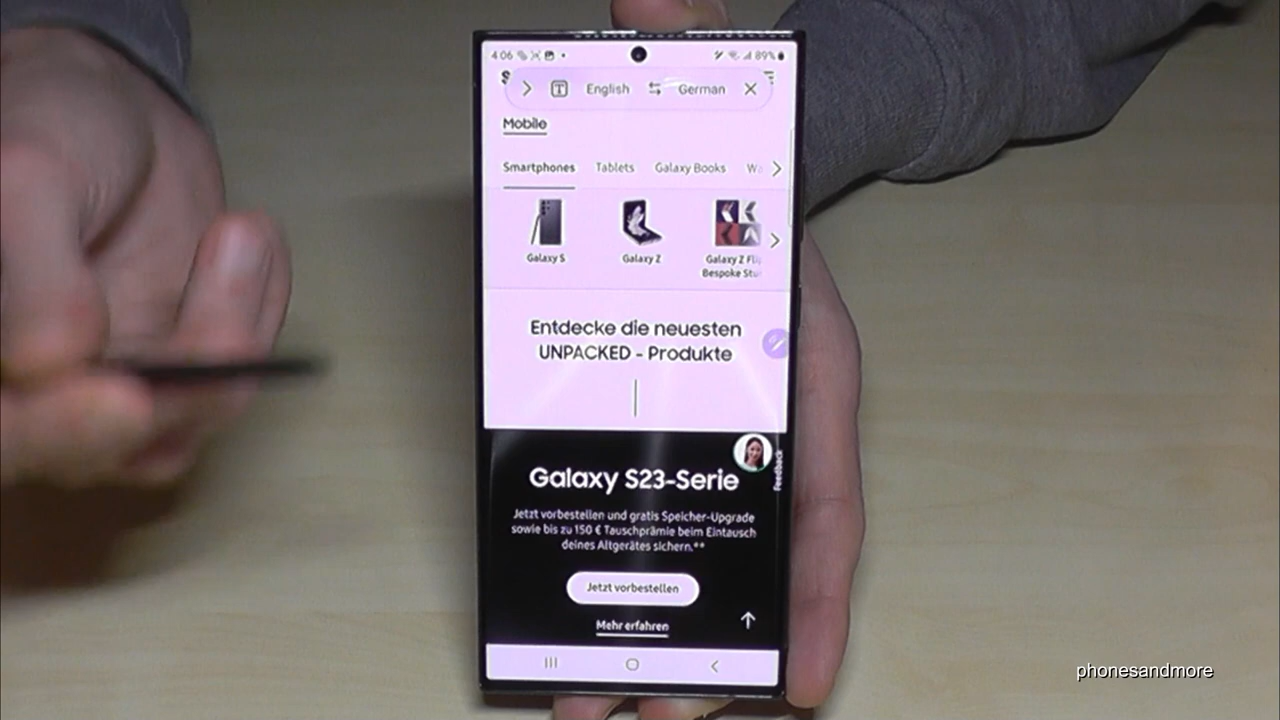 4:06
89%
English
German
Mobile
Smartphones Tablets Galaxy Books
Galaxy S
Galaxy Z
Galaxy Z
Bespoke
Entdecke die neuesten
UNPACKED - Produkte
Feedback
Galaxy S23-Serie
Jetzt vorbestellen und gratis Speicher-Upgrade
sowie bis zu 150 € Tauschprämie beim Eintausch
deines Altgerätes sichern.**
Jetzt vorbestellen
Mehr erfahren
phonesandmore